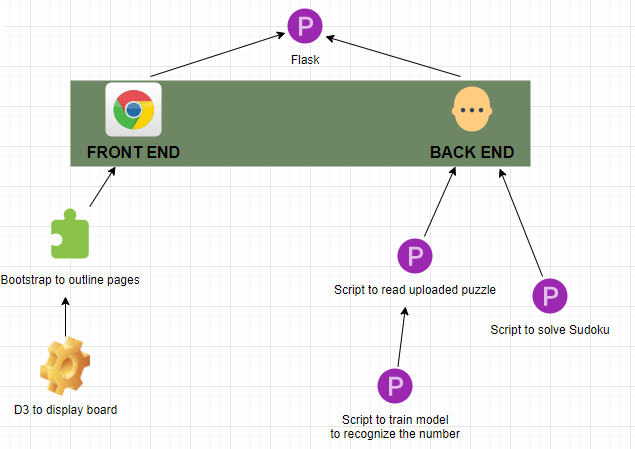 P
Flask
FRONT END
BACK END
Bootstrap to outline pages
P
Script to read uploaded puzzle
P
Script to solve Sudoku
D3 to display board
P
Script to train model
to recognize the number